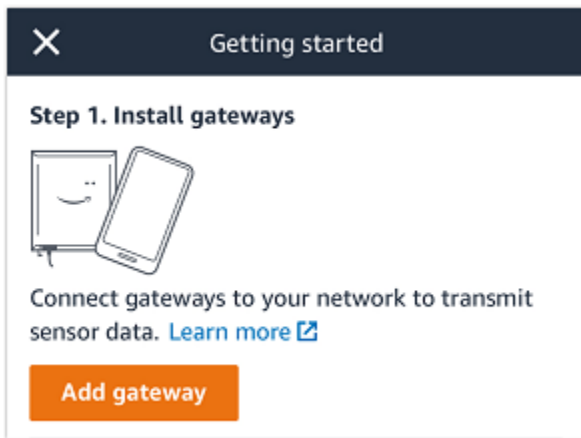 Getting started
Step 1. Install gateways
Connect gateways to your network to transmit
sensor data. Learn more
Add gateway